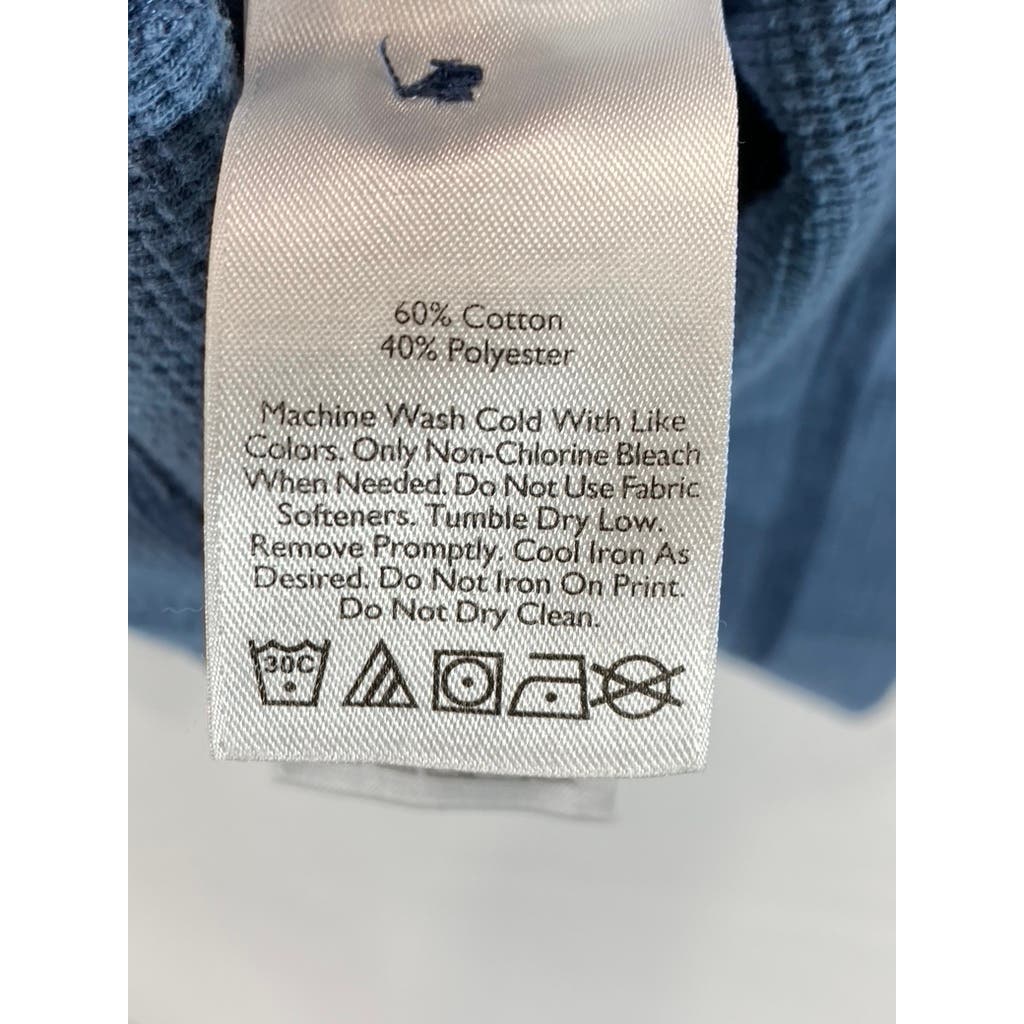 60% Cotton
40% Polyester
Machine Wash Cold With Like
Colors. Only Non-Chlorine Bleach
When Needed. Do Not Use Fabric
Softeners. Tumble Dry Low.
Remove Promptly. Cool Iron As
Desired. Do Not Iron On Print.
Do Not Dry Clean.
30C